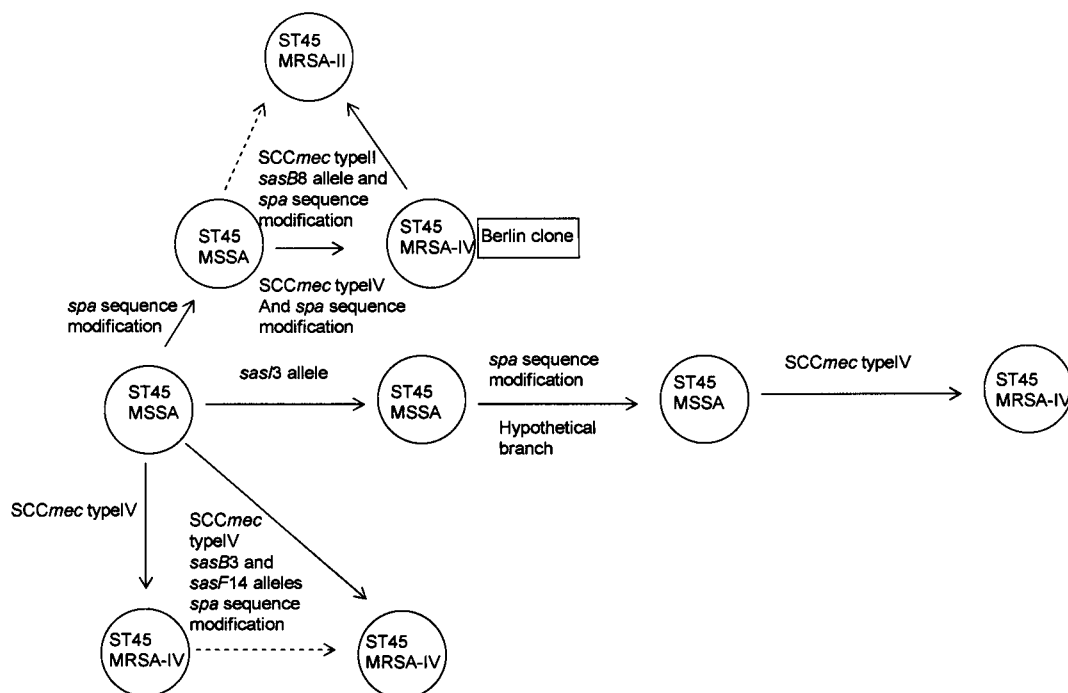 ST45
MRSA-II
SCCmec typeII
sasB8 allele and
spa sequence
modification
ST45
MSSA
ST45
MRSA-IV
Berlin clone
SCCmec typeIV
And spa sequence
modification
spa sequence
modification
ST45
MSSA
sasI3 allele
ST45
MSSA
spa sequence
modification
Hypothetical
branch
ST45
MSSA
SCCmec typeIV
ST45
MRSA-IV
SCCmec typeIV
SCCmec
typeIV
sasB3 and
sasF14 alleles
spa sequence
modification
ST45
MRSA-IV
ST45
MRSA-IV